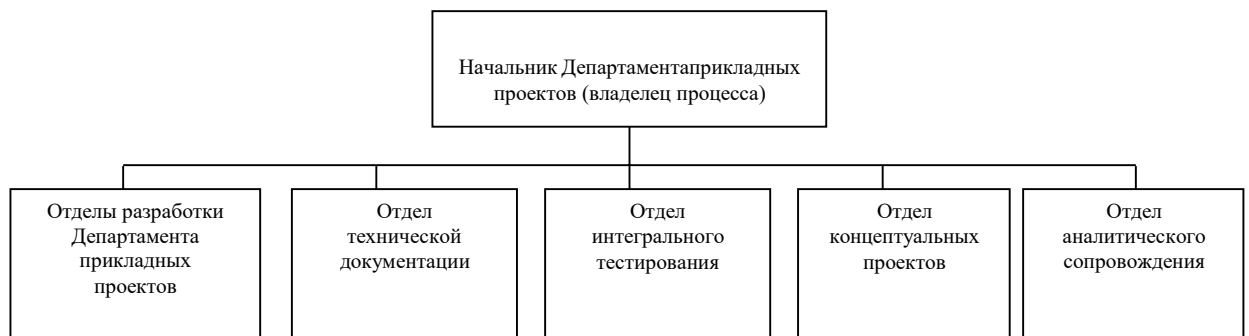 Начальник Департаментаприкладных
проектов (владелец процесса)
Отделы разработки
Департамента
прикладных
проектов
Отдел
технической
документации
Отдел
интегрального
тестирования
Отдел
концептуальных
проектов
Отдел
аналитического
сопровождения